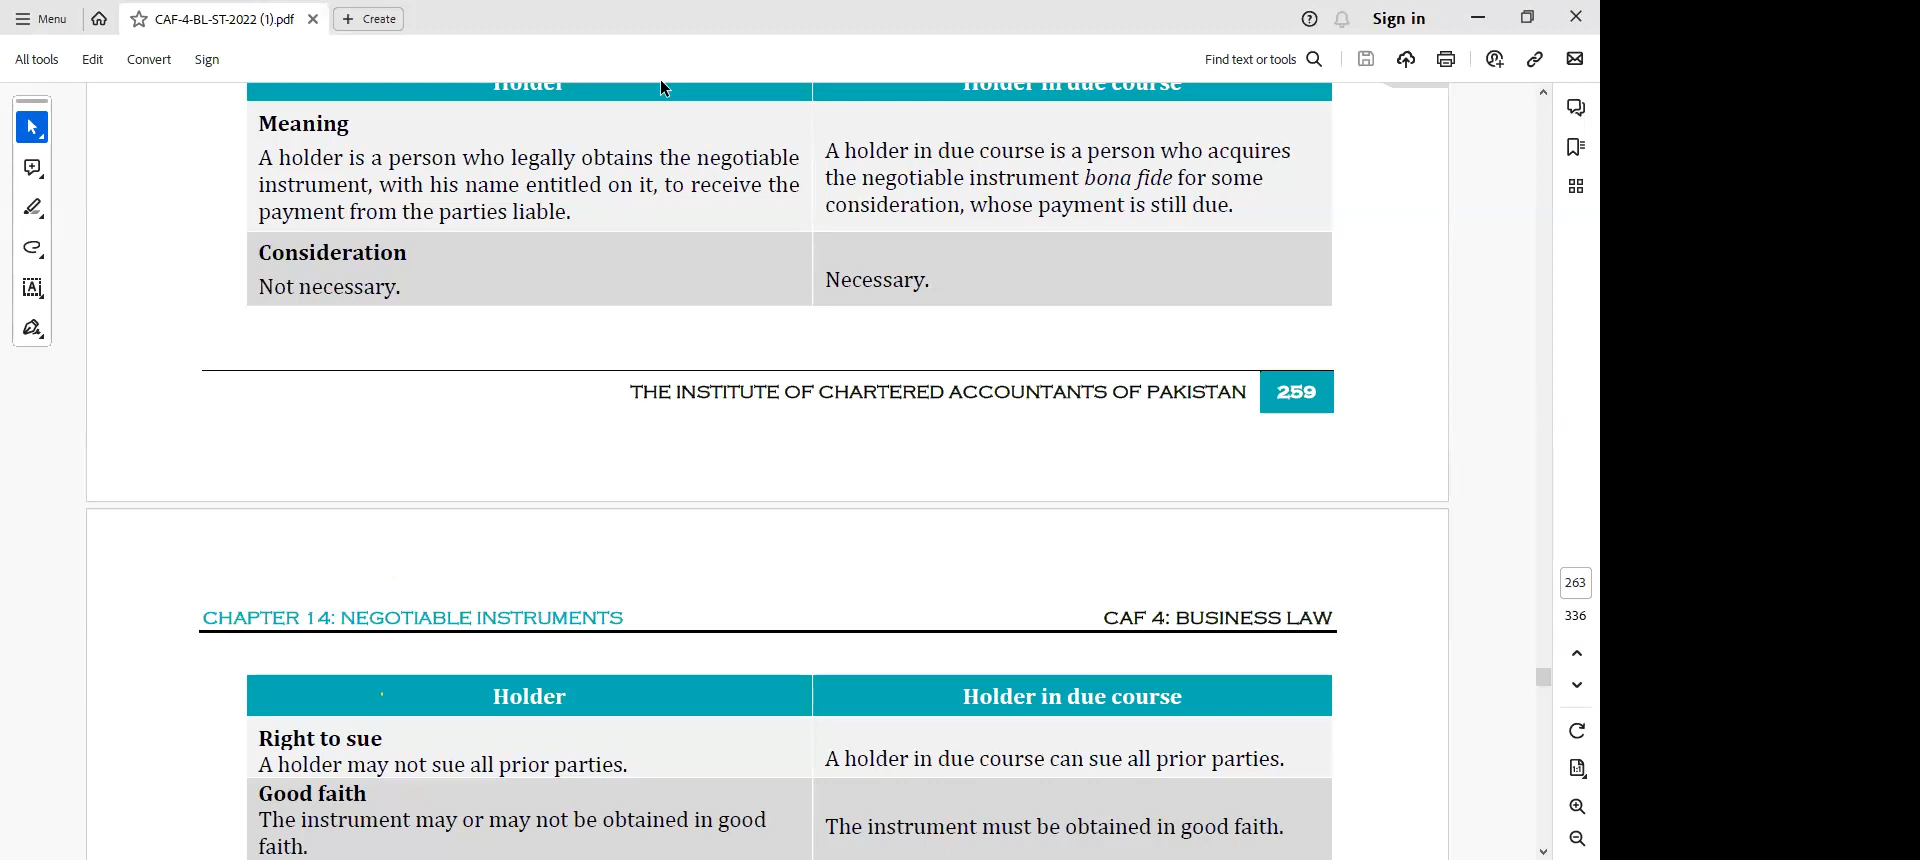 Menu
CAF-4-BL-ST-2022 (1).pdf
Create
Sign in
All tools
Edit
Convert
Sign
Find text or tools
Holder
Holder in due course
Meaning
A holder is a person who legally obtains the negotiable
instrument, with his name entitled on it, to receive the
payment from the parties liable.
A holder in due course is a person who acquires
the negotiable instrument bona fide for some
consideration, whose payment is still due.
Consideration
Not necessary.
Necessary.
THE INSTITUTE OF CHARTERED ACCOUNTANTS OF PAKISTAN
259
CHAPTER 14: NEGOTIABLE INSTRUMENTS
CAF 4: BUSINESS LAW
Holder
Holder in due course
Right to sue
A holder may not sue all prior parties.
A holder in due course can sue all prior parties.
Good faith
The instrument may or may not be obtained in good
faith.
The instrument must be obtained in good faith.
263
336